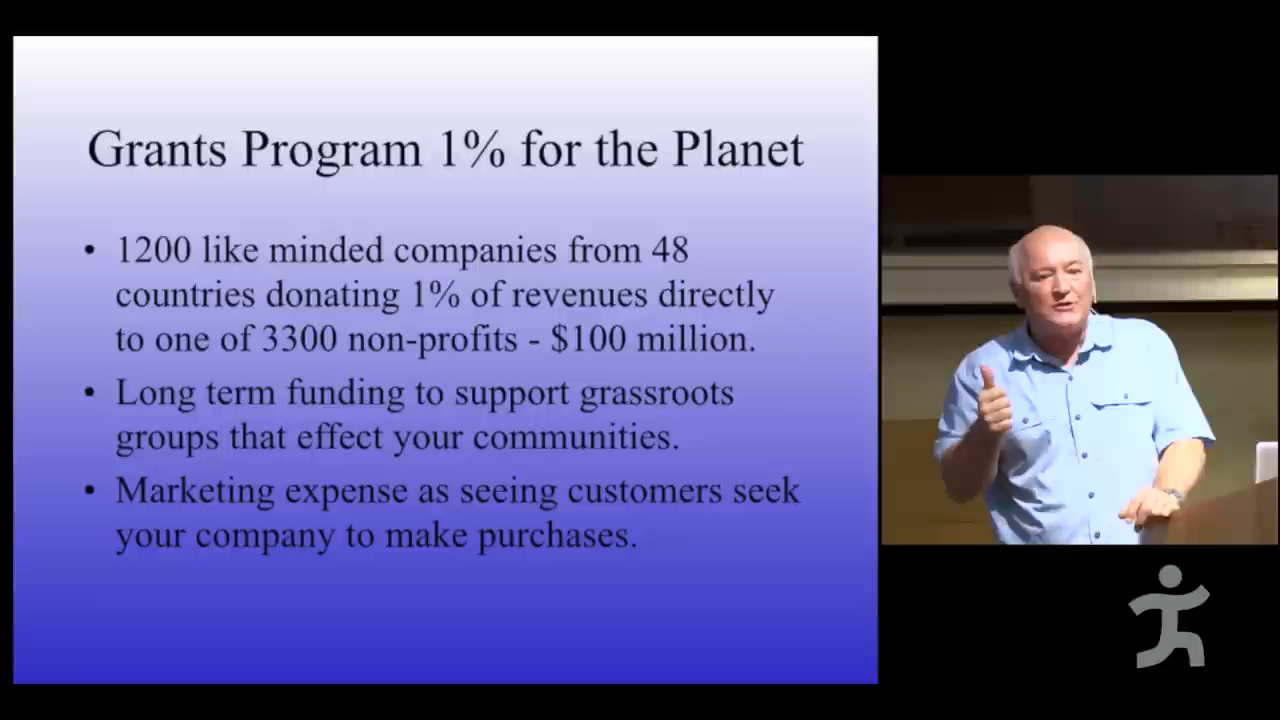 Grants Program 1% for the Planet
• 1200 like minded companies from 48
countries donating 1% of revenues directly
to one of 3300 non-profits - $100 million.
• Long term funding to support grassroots
groups that effect your communities.
• Marketing expense as seeing customers seek
your company to make purchases.